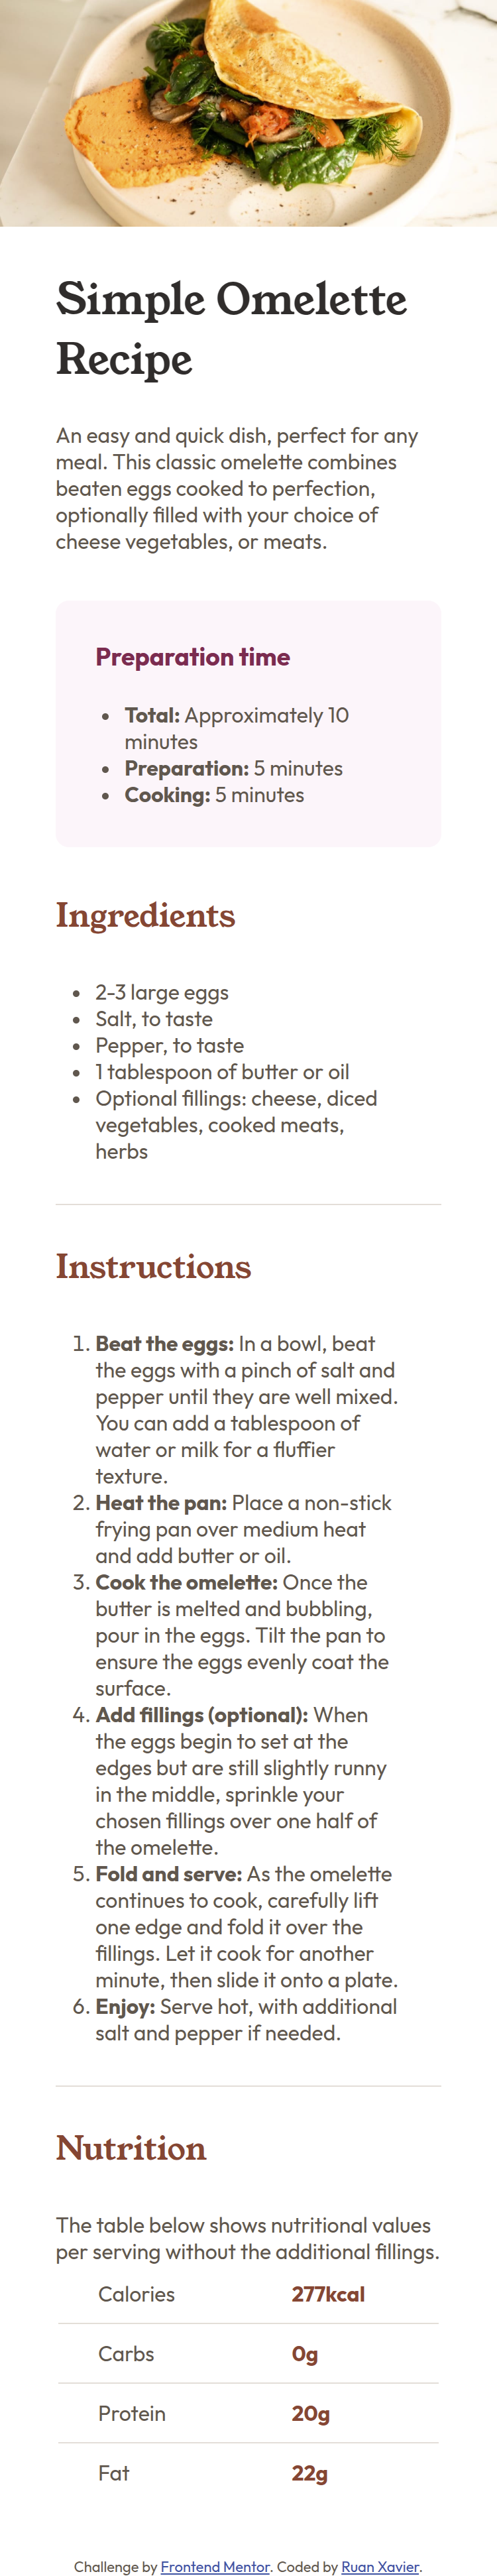 Simple Omelette
Recipe
An easy and quick dish, perfect for any
meal. This classic omelette combines
beaten eggs cooked to perfection,
optionally filled with your choice of
cheese vegetables, or meats.
Preparation time
• Total: Approximately 10
minutes
• Preparation: 5 minutes
• Cooking: 5 minutes
Ingredients
• 2-3 large eggs
• Salt, to taste
• Pepper, to taste
• 1 tablespoon of butter or oil
• Optional fillings: cheese, diced
vegetables, cooked meats,
herbs
Instructions
1. Beat the eggs: In a bowl, beat
the eggs with a pinch of salt and
pepper until they are well mixed.
You can add a tablespoon of
water or milk for a fluffier
texture.
2. Heat the pan: Place a non-stick
frying pan over medium heat
and add butter or oil.
3. Cook the omelette: Once the
butter is melted and bubbling,
pour in the eggs. Tilt the pan to
ensure the eggs evenly coat the
surface.
4. Add fillings (optional): When
the eggs begin to set at the
edges but are still slightly runny
in the middle, sprinkle your
chosen fillings over one half of
the omelette.
5. Fold and serve: As the omelette
continues to cook, carefully lift
one edge and fold it over the
fillings. Let it cook for another
minute, then slide it onto a plate.
6. Enjoy: Serve hot, with additional
salt and pepper if needed.
Nutrition
The table below shows nutritional values
per serving without the additional fillings.
Calories 277kcal
Carbs 0g
Protein 20g
Fat 22g
Challenge by Frontend Mentor. Coded by Ruan Xavier.